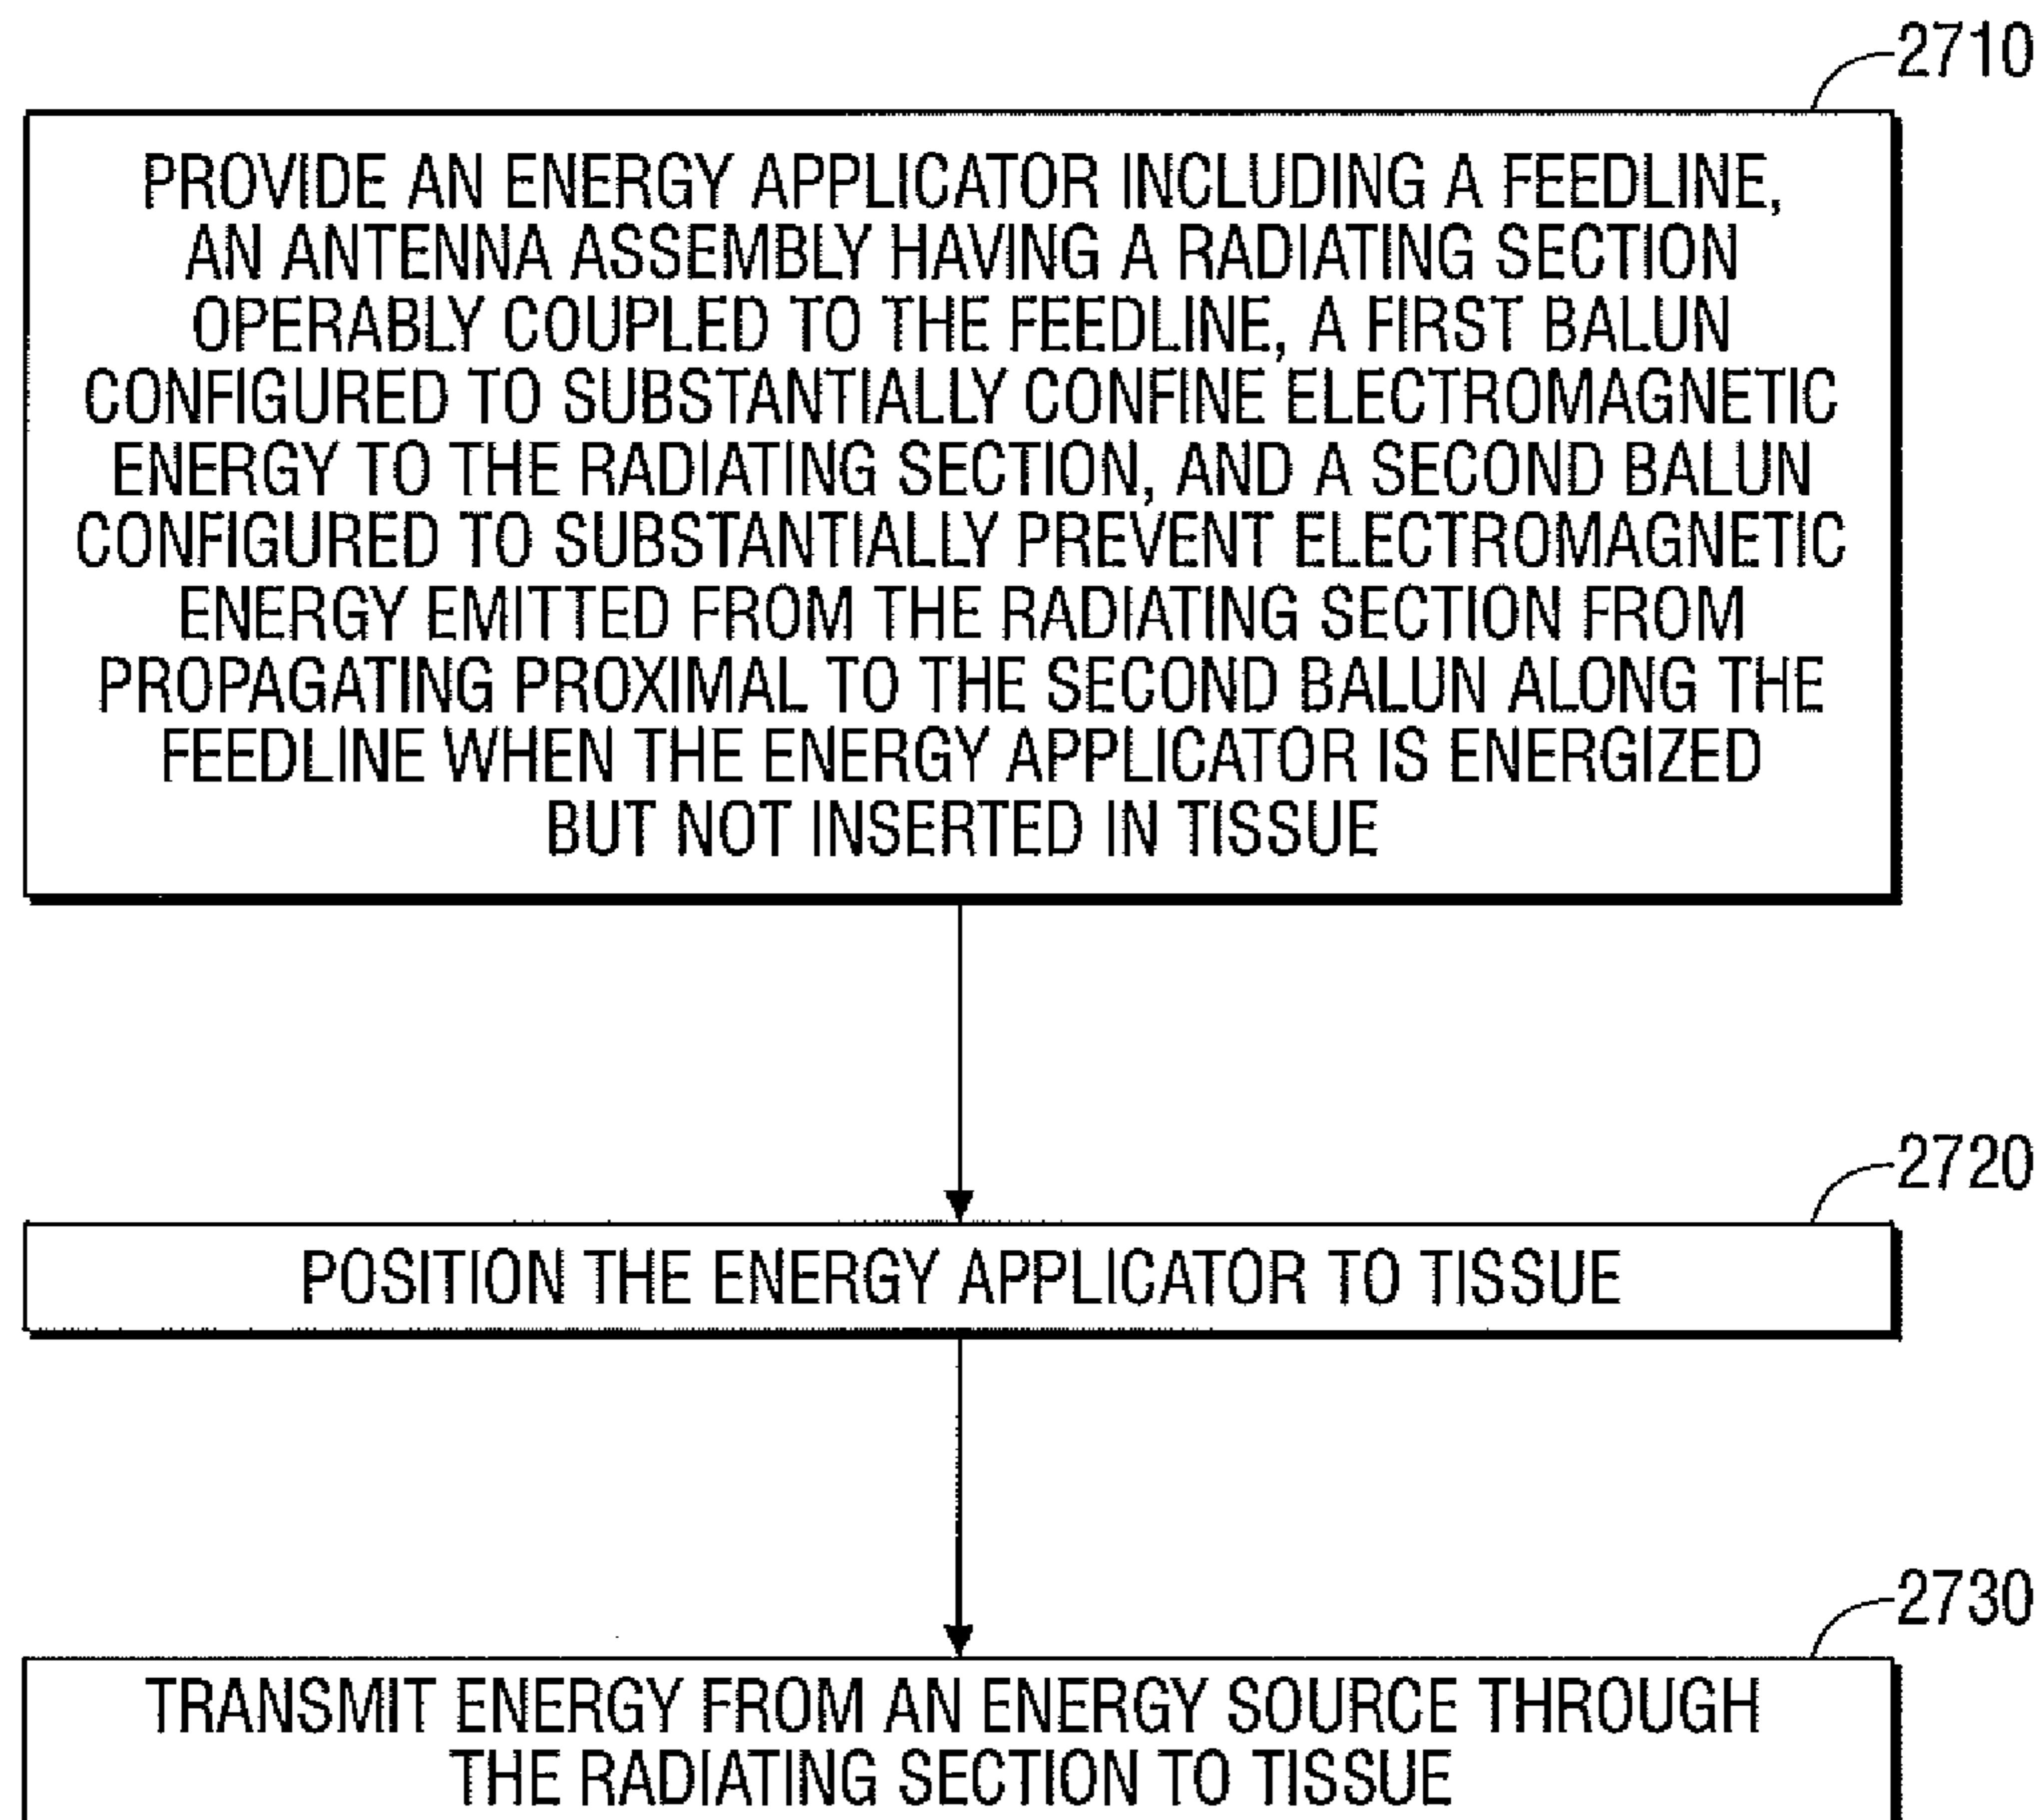 2710
PROVIDE AN ENERGY APPLICATOR INCLUDING A FEEDLINE,
AN ANTENNA ASSEMBLY HAVING A RADIATING SECTION
OPERABLY COUPLED TO THE FEEDLINE, A FIRST BALUN
CONFIGURED TO SUBSTANTIALLY CONFINE ELECTROMAGNETIC
ENERGY TO THE RADIATING SECTION, AND A SECOND BALUN
CONFIGURED TO SUBSTANTIALLY PREVENT ELECTROMAGNETIC
ENERGY EMITTED FROM THE RADIATING SECTION FROM
PROPAGATING PROXIMAL TO THE SECOND BALUN ALONG THE
FEEDLINE WHEN THE ENERGY APPLICATOR IS ENERGIZED
BUT NOT INSERTED IN TISSUE
2720
POSITION THE ENERGY APPLICATOR TO TISSUE
2730
TRANSMIT ENERGY FROM AN ENERGY SOURCE THROUGH
THE RADIATING SECTION TO TISSUE